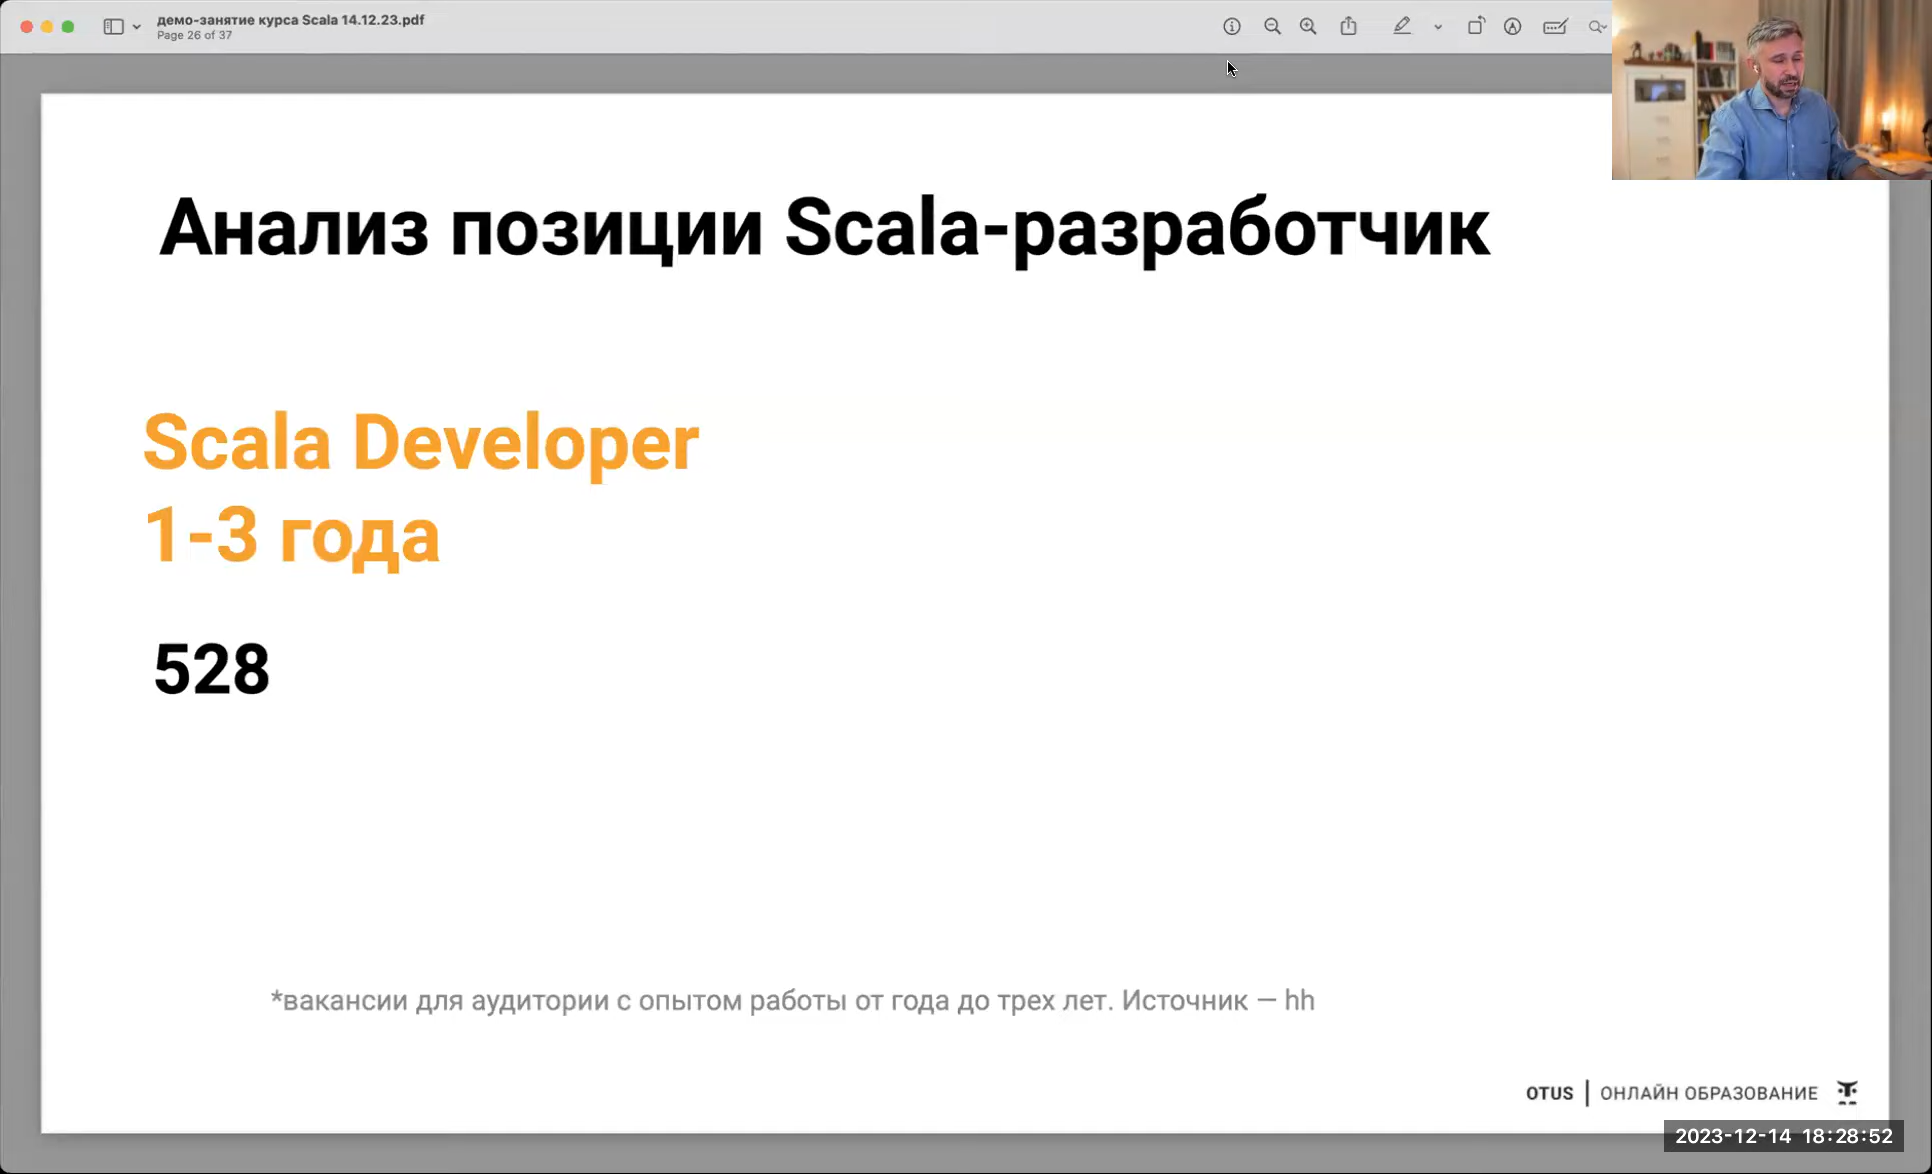 демо-занятие курса Scala 14.12.23.pdf
Page 26 of 37
Анализ позиции Scala-разработчик
Scala Developer
1-3 года
528
*вакансии для аудитории с опытом работы от года до трех лет. Источник — hh
OTUS | ОНЛАЙН ОБРАЗОВАНИЕ
2023-12-14 18:28:52